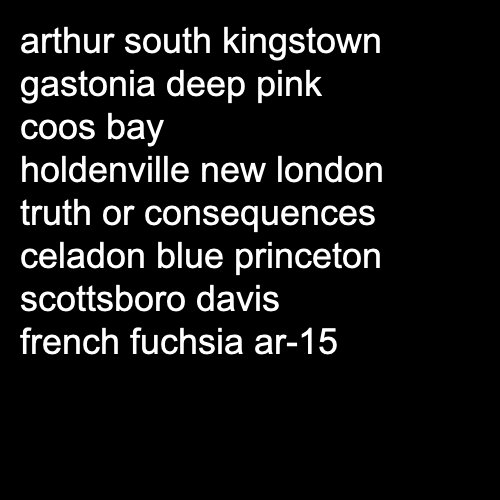 arthur south kingstown
gastonia deep pink
coos bay
holdenville new london
truth or consequences
celadon blue princeton
scottsboro davis
french fuchsia ar-15